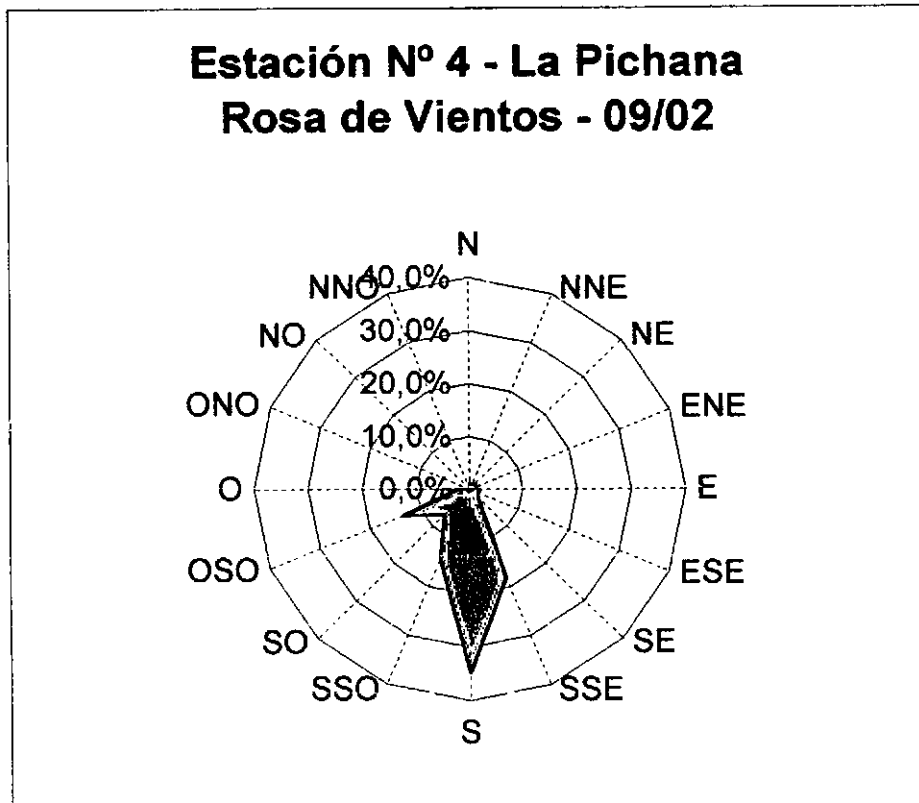 Estación Nº 4 - La Pichana
Rosa de Vientos - 09/02
N
NNE
NE
ENE
E
ESE
SE
SSE
S
SSO
SO
OSO
O
ONO
NO
NNO
40,0%
30,0%
20,0%
10,0%
0,0%